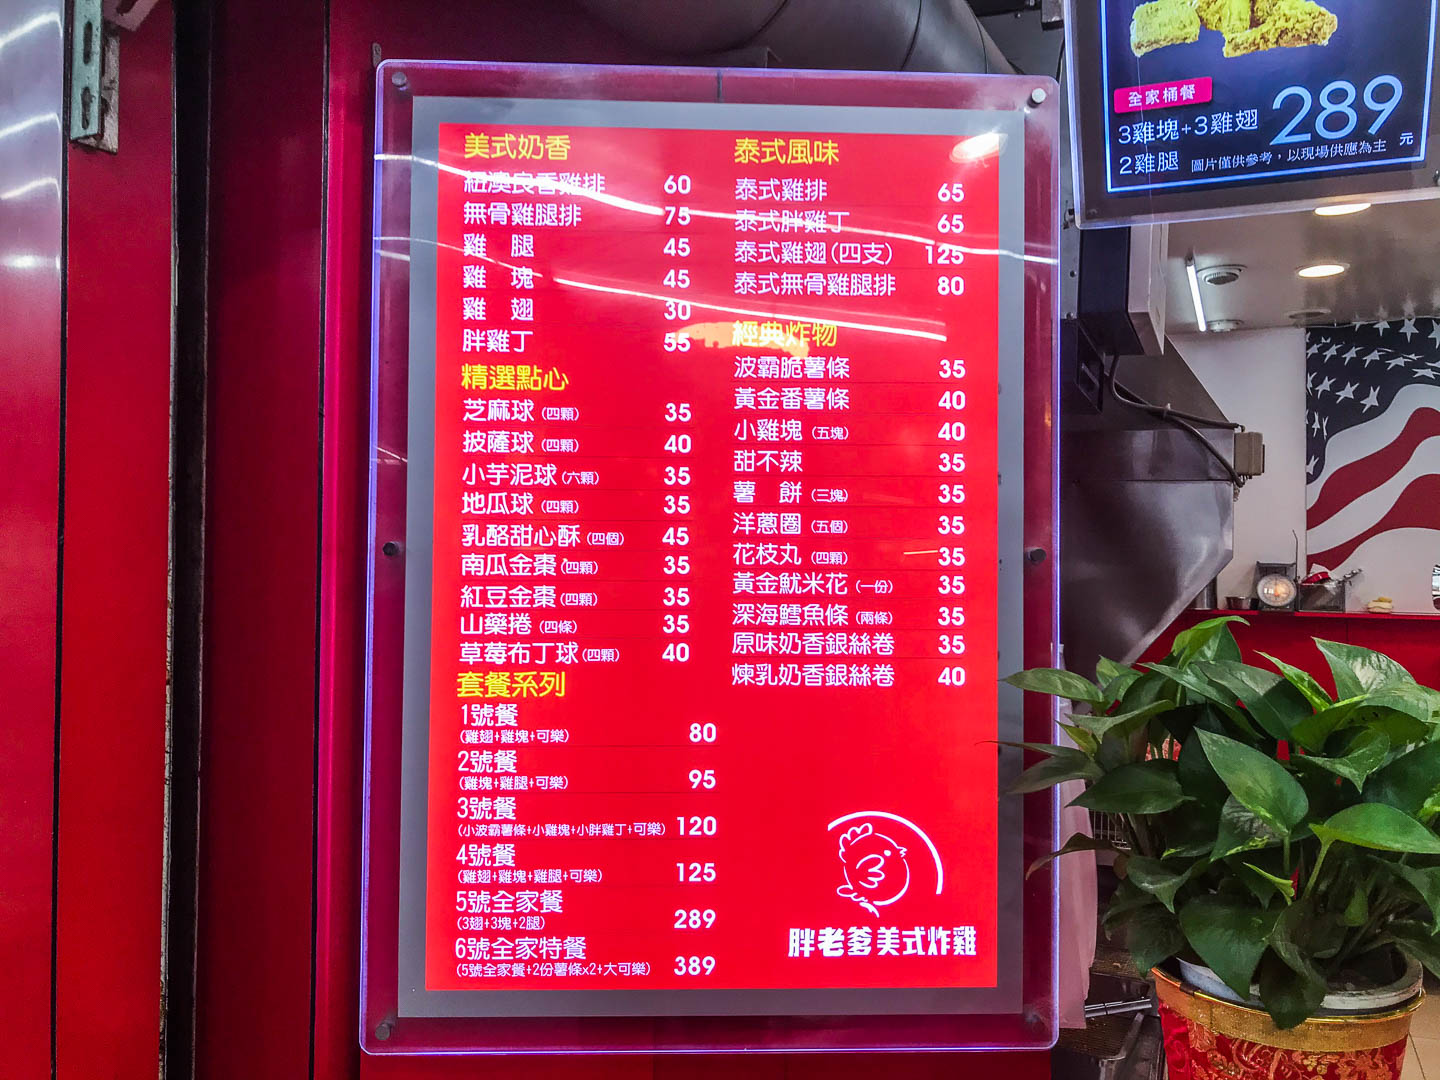 美式奶香
紐澳良香雞排 60
無骨雞腿排 75
雞 腿 45
雞 塊 45
雞 翅 30
胖雞丁 55
精選點心
芝麻球(四顆) 35
披薩球(四顆) 40
小芋泥球(六顆) 35
地瓜球(四顆) 35
乳酪甜心酥(四個) 45
南瓜金棗(四顆) 35
紅豆金棗(四顆) 35
山藥捲(四條) 35
草莓布丁球(四顆) 40
套餐系列
1號餐
(雞翅+雞塊+可樂) 80
2號餐
(雞塊+雞腿+可樂) 95
3號餐
(小波霸薯條+小雞塊+小胖雞丁+可樂) 120
4號餐
(雞翅+雞塊+雞腿+可樂) 125
5號全家餐
(3翅+3塊+2腿) 289
6號全家特餐
(5號全家餐+2份薯條x2+大可樂) 389
泰式風味
泰式雞排 65
泰式胖雞丁 65
泰式雞翅(四支) 125
泰式無骨雞腿排 80
經典炸物
波霸脆薯條 35
黃金番薯條 40
小雞塊(五塊) 40
甜不辣 35
薯 餅(三塊) 35
洋蔥圈(五個) 35
花枝丸(四顆) 35
黃金魷米花(一份) 35
深海鱈魚條(兩條) 35
原味奶香銀絲卷 35
煉乳奶香銀絲卷 40
胖老爹美式炸雞
全家桶餐
3雞塊+3雞翅 289元
2雞腿 圖片僅供參考,以現場供應為主